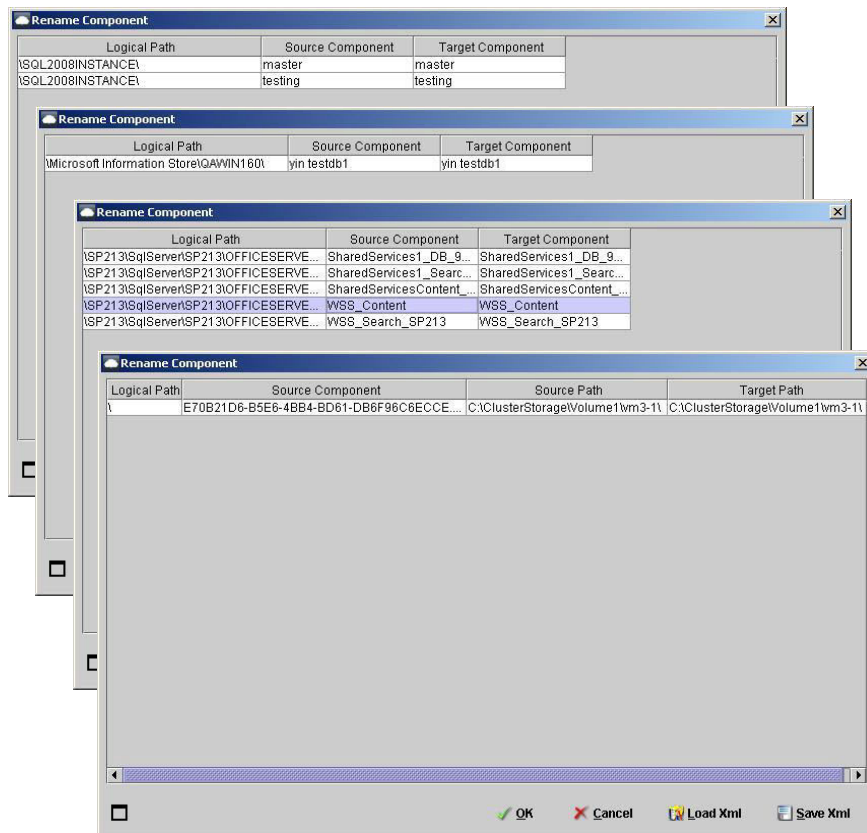 Rename Component
Logical Path Source Component Target Component
\SQL2008INSTANCE\ master master
\SQL2008INSTANCE\ testing testing
Rename Component
Logical Path Source Component Target Component
\Microsoft Information Store\QAWIN160\ yin testdb1 yin testdb1
Rename Component
Logical Path Source Component Target Component
\SP213\SqlServer\SP213\OFFICESERVE... SharedServices1_DB_9... SharedServices1_DB_9...
\SP213\SqlServer\SP213\OFFICESERVE... SharedServices1_Searc... SharedServices1_Searc...
\SP213\SqlServer\SP213\OFFICESERVE... SharedServicesContent_... SharedServicesContent_...
\SP213\SqlServer\SP213\OFFICESERVE... WSS_Content WSS_Content
\SP213\SqlServer\SP213\OFFICESERVE... WSS_Search_SP213 WSS_Search_SP213
Rename Component
Logical Path Source Component Source Path Target Path
\ E70B21D6-B5E6-4BB4-BD61-DB6F96C6ECCE.... C:\ClusterStorage\Volume1\vm3-1\ C:\ClusterStorage\Volume1\vm3-1\
OK Cancel Load Xml Save Xml